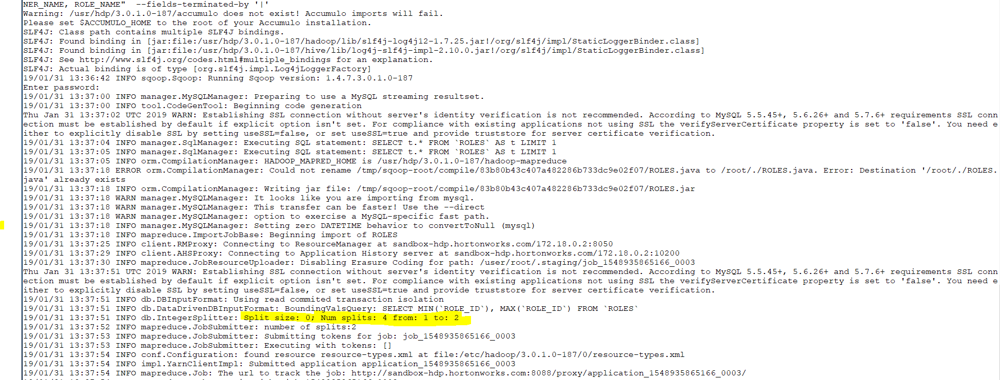 NER_NAME, ROLE_NAME"  --fields-terminated-by '|'
Warning: /usr/hdp/3.0.1.0-187/accumulo does not exist! Accumulo imports will fail.
Please set $ACCUMULO_HOME to the root of your Accumulo installation.
SLF4J: Class path contains multiple SLF4J bindings.
SLF4J: Found binding in [jar:file:/usr/hdp/3.0.1.0-187/hadoop/lib/slf4j-log4j12-1.7.25.jar!/org/slf4j/impl/StaticLoggerBinder.class]
SLF4J: Found binding in [jar:file:/usr/hdp/3.0.1.0-187/hive/lib/log4j-slf4j-impl-2.10.0.jar!/org/slf4j/impl/StaticLoggerBinder.class]
SLF4J: See http://www.slf4j.org/codes.html#multiple_bindings for an explanation.
SLF4J: Actual binding is of type [org.slf4j.impl.Log4jLoggerFactory]
19/01/31 13:36:42 INFO sqoop.Sqoop: Running Sqoop version: 1.4.7.3.0.1.0-187
Enter password:
19/01/31 13:37:00 INFO manager.MySQLManager: Preparing to use a MySQL streaming resultset.
19/01/31 13:37:00 INFO tool.CodeGenTool: Beginning code generation
Thu Jan 31 13:37:02 UTC 2019 WARN: Establishing SSL connection without server's identity verification is not recommended. According to MySQL 5.5.45+, 5.6.26+ and 5.7.6+ requirements SSL conn
ection must be established by default if explicit option isn't set. For compliance with existing applications not using SSL the verifyServerCertificate property is set to 'false'. You need e
ither to explicitly disable SSL by setting useSSL=false, or set useSSL=true and provide truststore for server certificate verification.
19/01/31 13:37:04 INFO manager.SqlManager: Executing SQL statement: SELECT t.* FROM `ROLES` AS t LIMIT 1
19/01/31 13:37:05 INFO manager.SqlManager: Executing SQL statement: SELECT t.* FROM `ROLES` AS t LIMIT 1
19/01/31 13:37:05 INFO orm.CompilationManager: HADOOP_MAPRED_HOME is /usr/hdp/3.0.1.0-187/hadoop-mapreduce
19/01/31 13:37:18 ERROR orm.CompilationManager: Could not rename /tmp/sqoop-root/compile/83b80b43c407a482286b733dc9e02f07/ROLES.java to /root/./ROLES.java. Error: Destination '/root/./ROLES.
java' already exists
19/01/31 13:37:18 INFO orm.CompilationManager: Writing jar file: /tmp/sqoop-root/compile/83b80b43c407a482286b733dc9e02f07/ROLES.jar
19/01/31 13:37:18 WARN manager.MySQLManager: It looks like you are importing from mysql.
19/01/31 13:37:18 WARN manager.MySQLManager: This transfer can be faster! Use the --direct
19/01/31 13:37:18 WARN manager.MySQLManager: option to exercise a MySQL-specific fast path.
19/01/31 13:37:18 INFO manager.MySQLManager: Setting zero DATETIME behavior to convertToNull (mysql)
19/01/31 13:37:18 INFO mapreduce.ImportJobBase: Beginning import of ROLES
19/01/31 13:37:25 INFO client.RMProxy: Connecting to ResourceManager at sandbox-hdp.hortonworks.com/172.18.0.2:8050
19/01/31 13:37:29 INFO client.AHSProxy: Connecting to Application History server at sandbox-hdp.hortonworks.com/172.18.0.2:10200
19/01/31 13:37:30 INFO mapreduce.JobResourceUploader: Disabling Erasure Coding for path: /user/root/.staging/job_1548935865166_0003
Thu Jan 31 13:37:51 UTC 2019 WARN: Establishing SSL connection without server's identity verification is not recommended. According to MySQL 5.5.45+, 5.6.26+ and 5.7.6+ requirements SSL conn
ection must be established by default if explicit option isn't set. For compliance with existing applications not using SSL the verifyServerCertificate property is set to 'false'. You need e
ither to explicitly disable SSL by setting useSSL=false, or set useSSL=true and provide truststore for server certificate verification.
19/01/31 13:37:51 INFO db.DBInputFormat: Using read commited transaction isolation
19/01/31 13:37:51 INFO db.DataDrivenDBInputFormat: BoundingValsQuery: SELECT MIN(`ROLE_ID`), MAX(`ROLE_ID`) FROM `ROLES`
19/01/31 13:37:51 INFO db.IntegerSplitter: Split size: 0; Num splits: 4 from: 1 to: 2
19/01/31 13:37:52 INFO mapreduce.JobSubmitter: number of splits:2
19/01/31 13:37:53 INFO mapreduce.JobSubmitter: Submitting tokens for job: job_1548935865166_0003
19/01/31 13:37:53 INFO mapreduce.JobSubmitter: Executing with tokens: []
19/01/31 13:37:54 INFO conf.Configuration: found resource resource-types.xml at file:/etc/hadoop/3.0.1.0-187/0/resource-types.xml
19/01/31 13:37:54 INFO impl.YarnClientImpl: Submitted application application_1548935865166_0003
19/01/31 13:37:54 INFO mapreduce.Job: The url to track the job: http://sandbox-hdp.hortonworks.com:8088/proxy/application_1548935865166_0003/